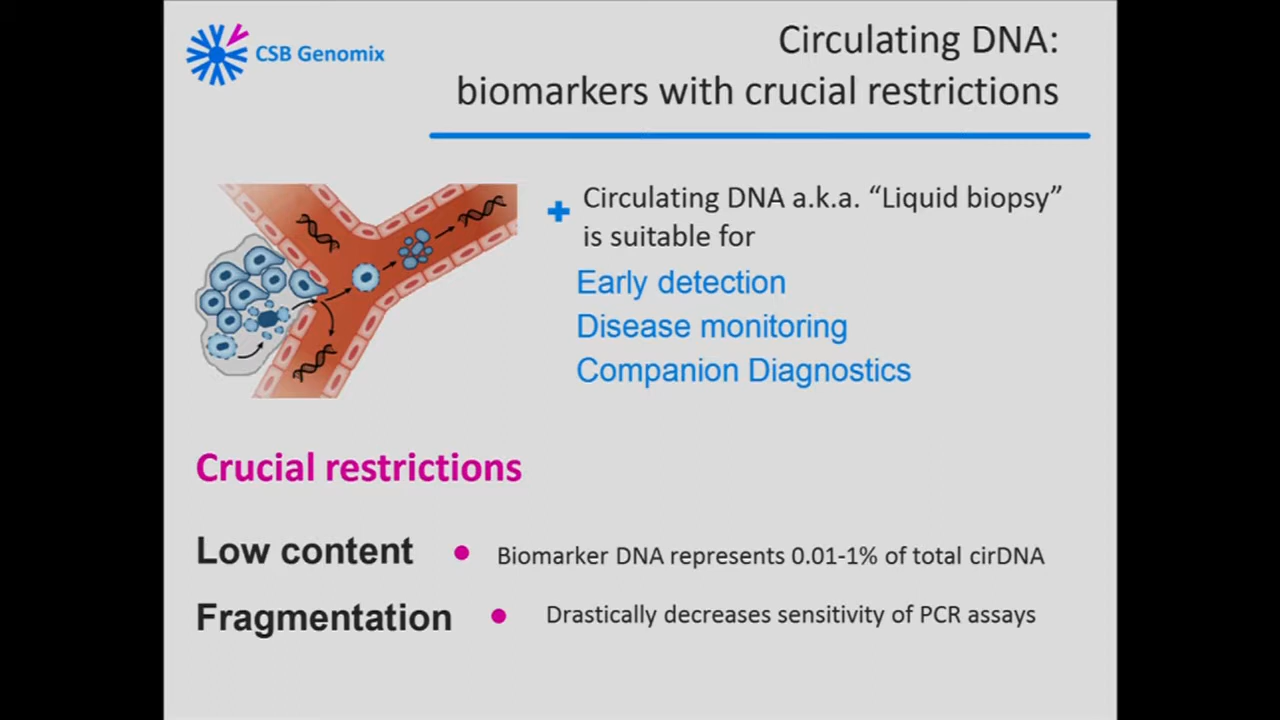 CSB Genomix
Circulating DNA:
biomarkers with crucial restrictions
Circulating DNA a.k.a. “Liquid biopsy”
is suitable for
Early detection
Disease monitoring
Companion Diagnostics
Crucial restrictions
Low content • Biomarker DNA represents 0.01-1% of total cirDNA
Fragmentation • Drastically decreases sensitivity of PCR assays